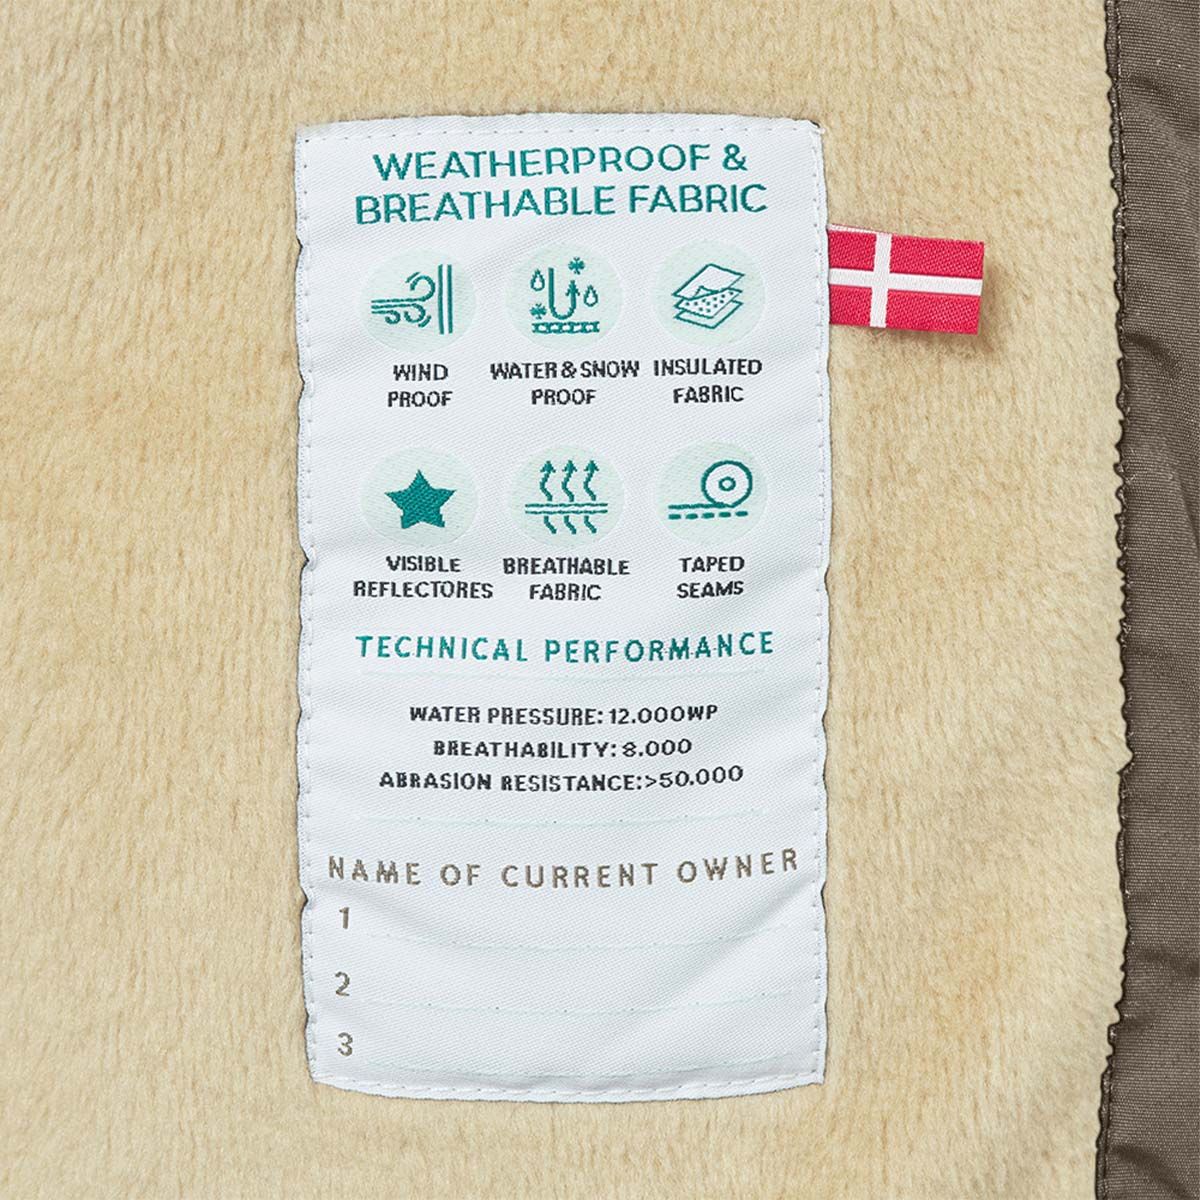 WEATHERPROOF &
BREATHABLE FABRIC
WIND
PROOF
WATER & SNOW
PROOF
INSULATED
FABRIC
VISIBLE
REFLECTORES
BREATHABLE
FABRIC
TAPED
SEAMS
TECHNICAL PERFORMANCE
WATER PRESSURE: 12.000WP
BREATHABILITY: 8.000
ABRASION RESISTANCE:>50.000
NAME OF CURRENT OWNER
1
2
3